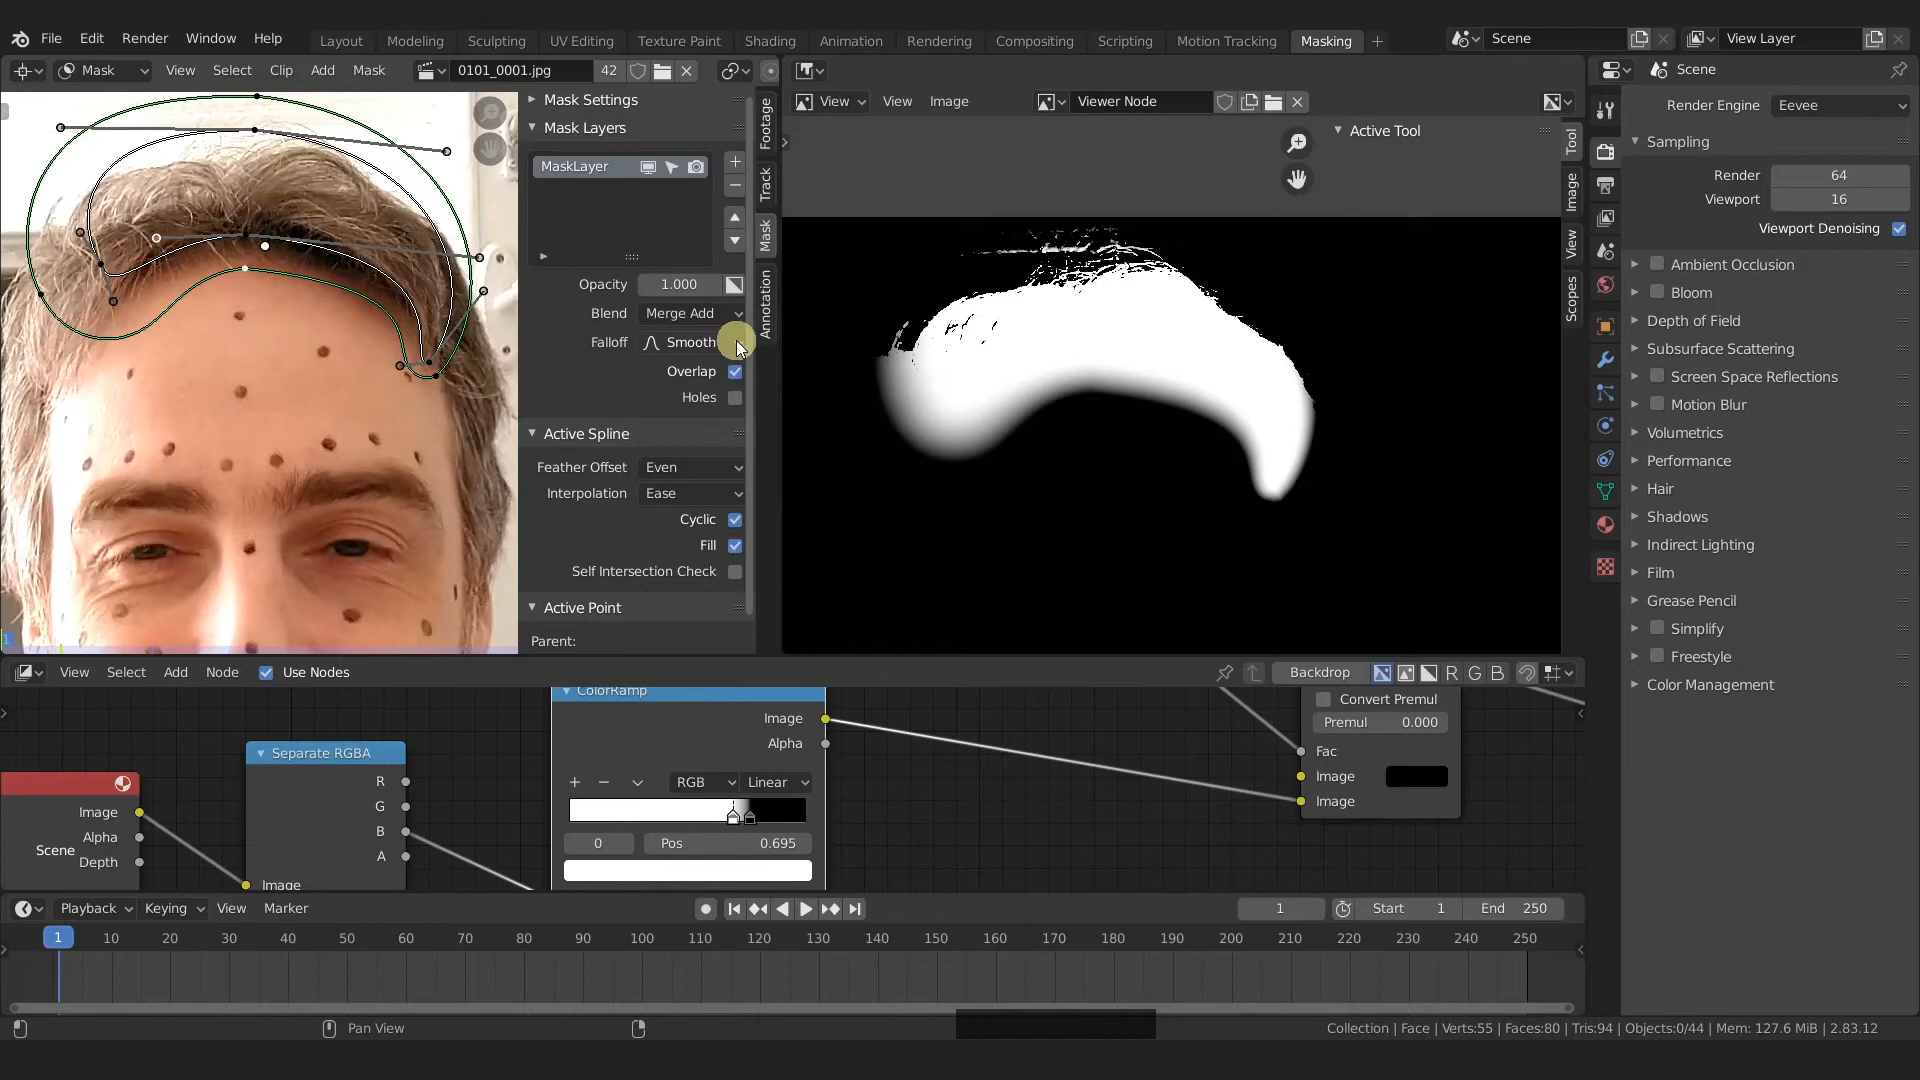 File Edit Render Window Help
Layout Modeling Sculpting UV Editing Texture Paint Shading Animation Rendering Compositing Scripting Motion Tracking Masking +
Scene View Layer
Mask View Select Clip Add Mask 0101_0001.jpg 42
Scene
View View Image Viewer Node
Mask Settings
Mask Layers
MaskLayer
Opacity 1.000
Blend Merge Add
Falloff Smooth
Overlap
Holes
Active Spline
Feather Offset Even
Interpolation Ease
Cyclic
Fill
Self Intersection Check
Active Point
Parent:
Footage
Track
Mask
Annotation
Active Tool
Tool
Image
View
Scopes
Render Engine Eevee
Sampling
Render 64
Viewport 16
Viewport Denoising
Ambient Occlusion
Bloom
Depth of Field
Subsurface Scattering
Screen Space Reflections
Motion Blur
Volumetrics
Performance
Hair
Shadows
Indirect Lighting
Film
Grease Pencil
Simplify
Freestyle
Color Management
1
View Select Add Node Use Nodes
Backdrop R G B
Image
Alpha
Depth
Scene
Separate RGBA
R
G
B
A
Image
ColorRamp
Image
Alpha
+ − RGB Linear
0 Pos 0.695
Convert Premul
Premul 0.000
Fac
Image
Image
Playback Keying View Marker
1 Start 1 End 250
1 10 20 30 40 50 60 70 80 90 100 110 120 130 140 150 160 170 180 190 200 210 220 230 240 250
Pan View
Collection | Face | Verts:55 | Faces:80 | Tris:94 | Objects:0/44 | Mem: 127.6 MiB | 2.83.12